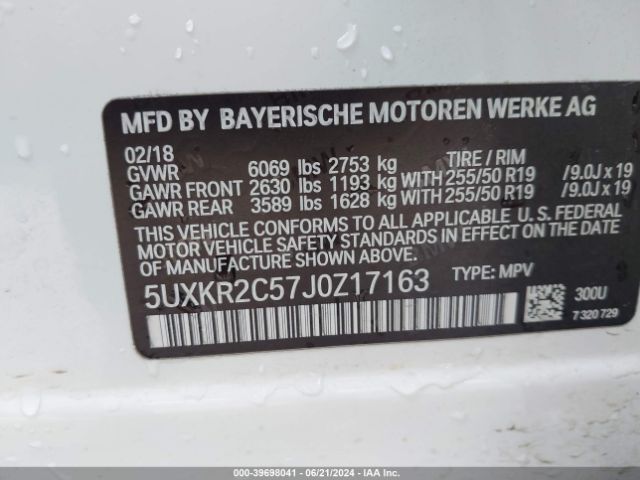 MFD BY BAYERISCHE MOTOREN WERKE AG
02/18
GVWR 6069 lbs 2753 kg TIRE / RIM
GAWR FRONT 2630 lbs 1193 kg WITH 255/50 R19 /9.0J x 19
GAWR REAR 3589 lbs 1628 kg WITH 255/50 R19 /9.0J x 19
THIS VEHICLE CONFORMS TO ALL APPLICABLE U. S. FEDERAL
MOTOR VEHICLE SAFETY STANDARDS IN EFFECT ON THE DATE
OF MANUFACTURE SHOWN ABOVE.
5UXKR2C57J0Z17163 TYPE: MPV
300U
7 320 729
000-39698041 / 06/21/2024 / IAAI.COM